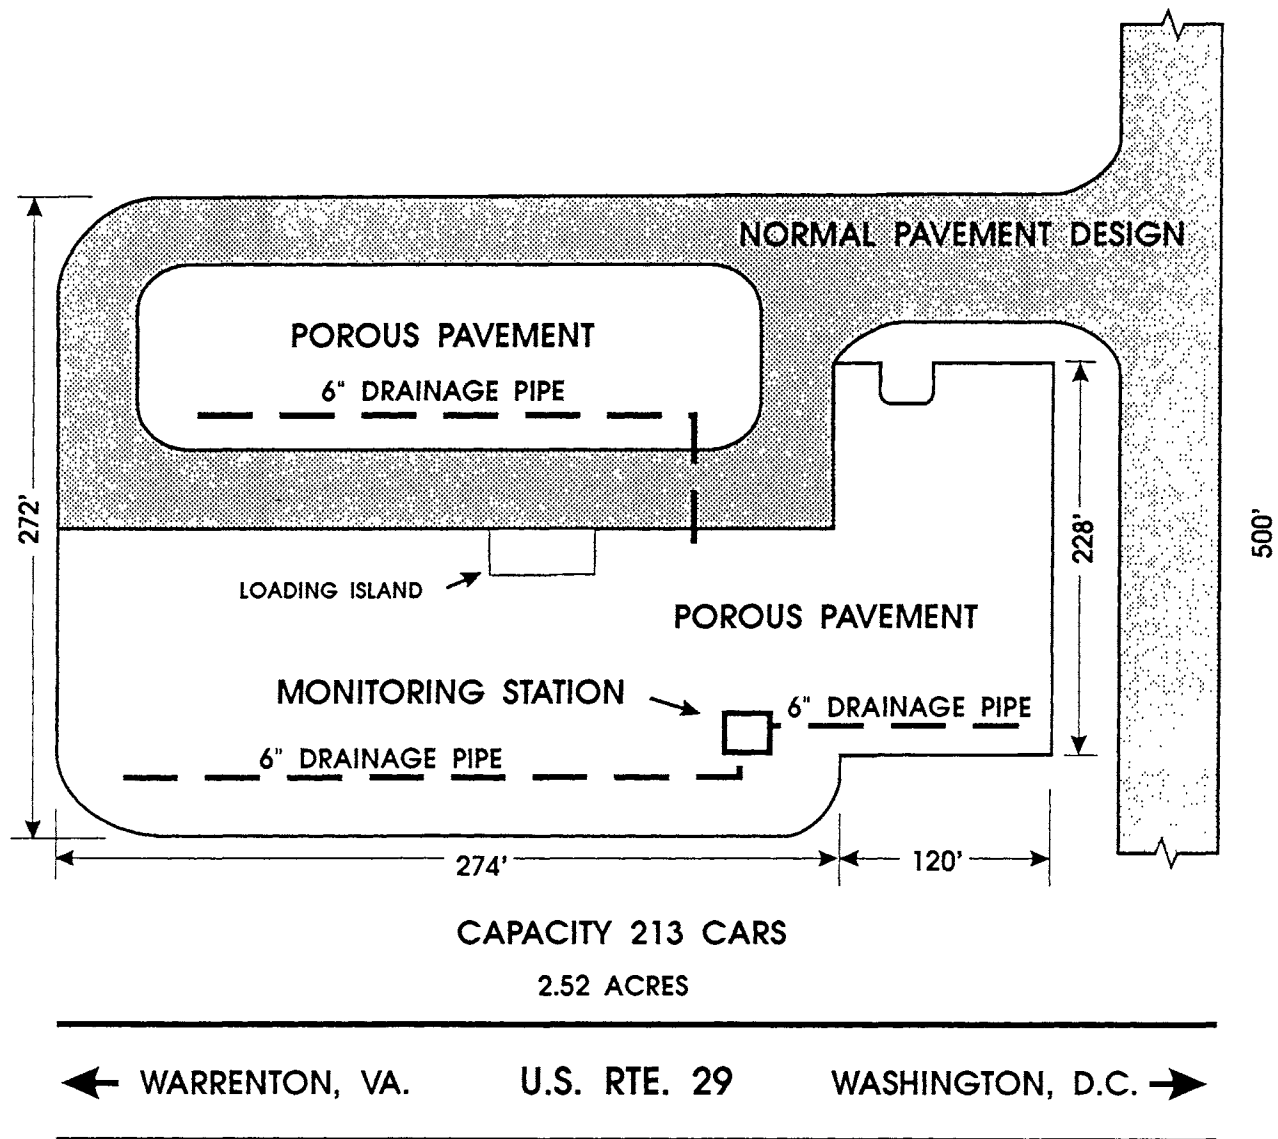 NORMAL PAVEMENT DESIGN
POROUS PAVEMENT
6" DRAINAGE PIPE
272'
228'
500'
LOADING ISLAND
POROUS PAVEMENT
MONITORING STATION
6" DRAINAGE PIPE
6" DRAINAGE PIPE
274'
120'
CAPACITY 213 CARS
2.52 ACRES
WARRENTON, VA. U.S. RTE. 29 WASHINGTON, D.C.